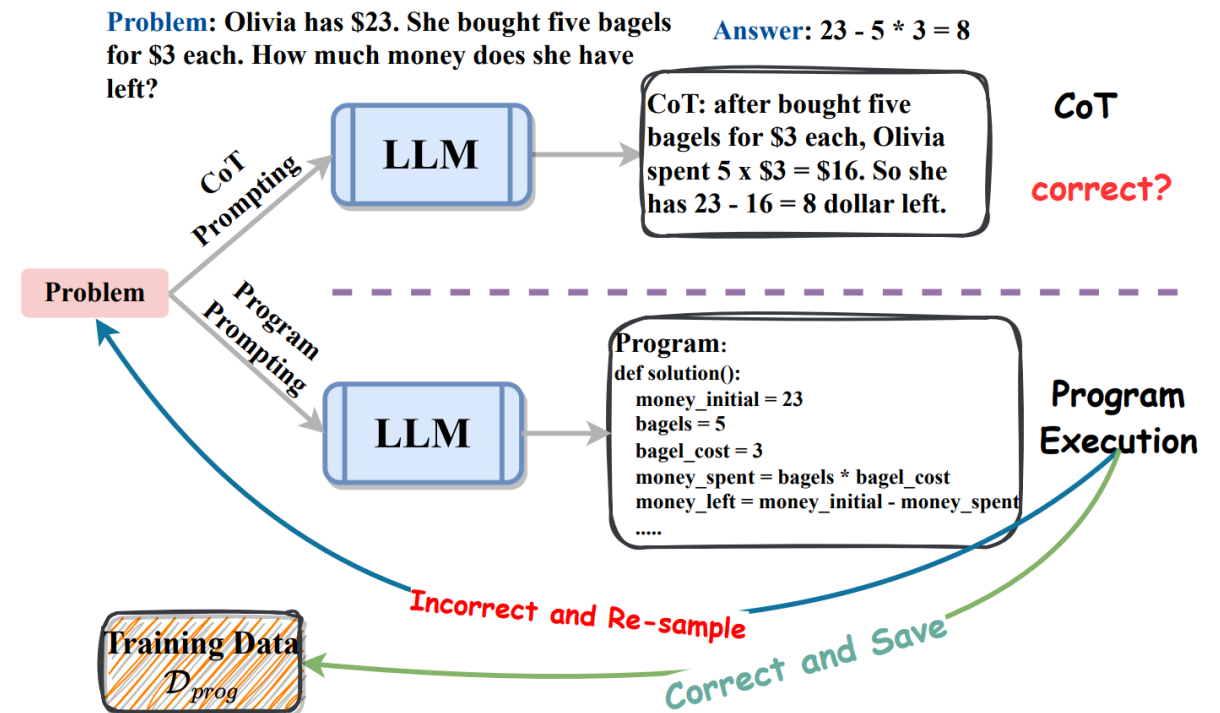 Problem: Olivia has $23. She bought five bagels
for $3 each. How much money does she have
left?
Answer: 23 - 5 * 3 = 8
CoT
Prompting
LLM
CoT: after bought five
bagels for $3 each, Olivia
spent 5 x $3 = $16. So she
has 23 - 16 = 8 dollar left.
CoT
correct?
Problem
Program
Prompting
LLM
Program:
def solution():
money_initial = 23
bagels = 5
bagel_cost = 3
money_spent = bagels * bagel_cost
money_left = money_initial - money_spent
.....
Program
Execution
Incorrect and Re-sample
Correct and Save
Training Data
𝒟prog